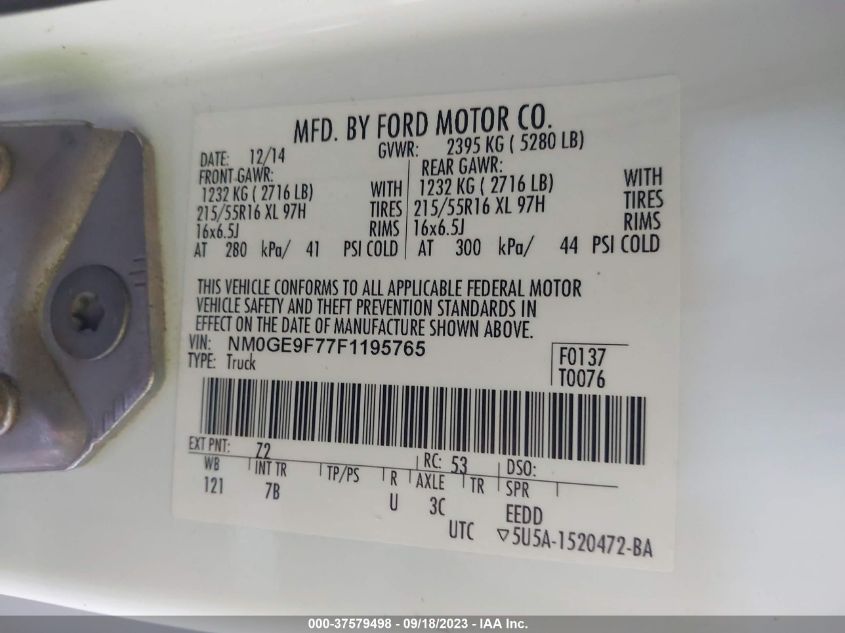 MFD. BY FORD MOTOR CO.
DATE: 12/14 GVWR: 2395 KG ( 5280 LB)
FRONT GAWR: REAR GAWR:
1232 KG ( 2716 LB) WITH 1232 KG ( 2716 LB) WITH
215/55R16 XL 97H TIRES 215/55R16 XL 97H TIRES
16x6.5J RIMS 16x6.5J RIMS
AT 280 kPa/ 41 PSI COLD AT 300 kPa/ 44 PSI COLD
THIS VEHICLE CONFORMS TO ALL APPLICABLE FEDERAL MOTOR
VEHICLE SAFETY AND THEFT PREVENTION STANDARDS IN
EFFECT ON THE DATE OF MANUFACTURE SHOWN ABOVE.
VIN: NM0GE9F77F1195765
TYPE: Truck
F0137
T0076
EXT PNT: Z2 RC: 53 DSO:
WB INT TR TP/PS R AXLE TR SPR
121 7B U 3C EEDD
UTC ▽5U5A-1520472-BA
000-37579498 - 09/18/2023 - IAA Inc.